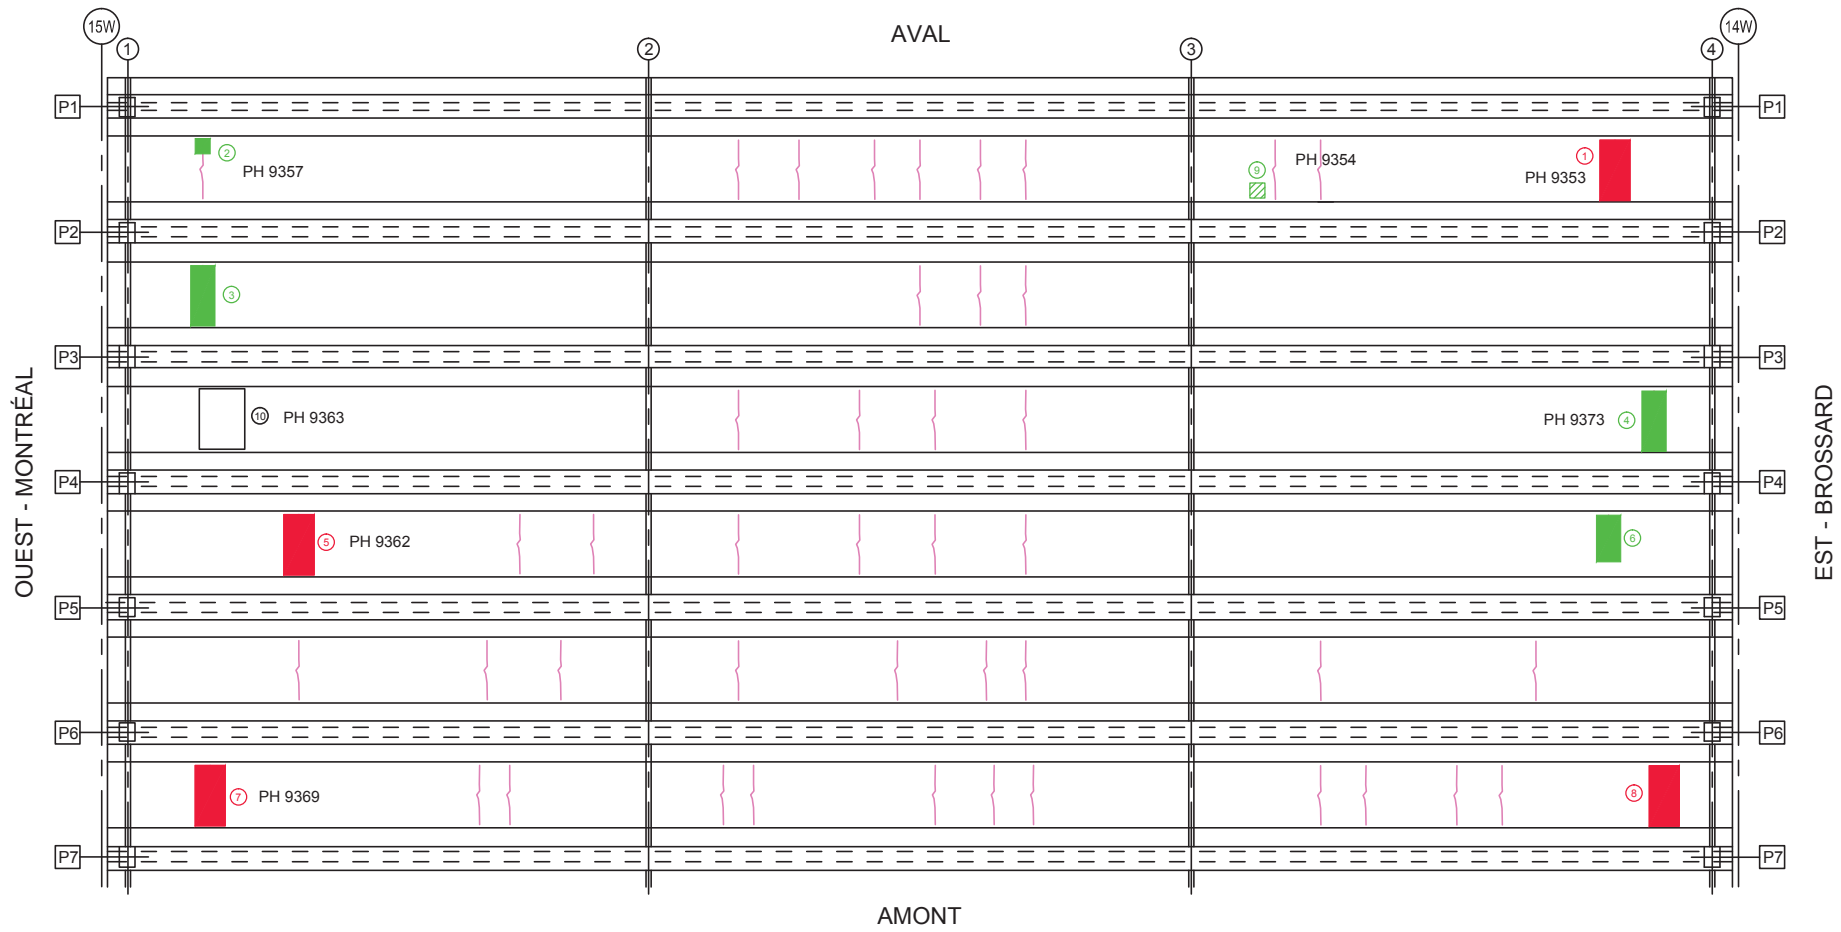 15W
14W
AVAL
1
2
3
4
P1
P1
2
PH 9357
9
PH 9354
1
PH 9353
P2
P2
3
P3
P3
10
PH 9363
PH 9373
4
P4
P4
5
PH 9362
6
P5
P5
P6
P6
7
PH 9369
8
P7
P7
OUEST - MONTRÉAL
EST - BROSSARD
AMONT